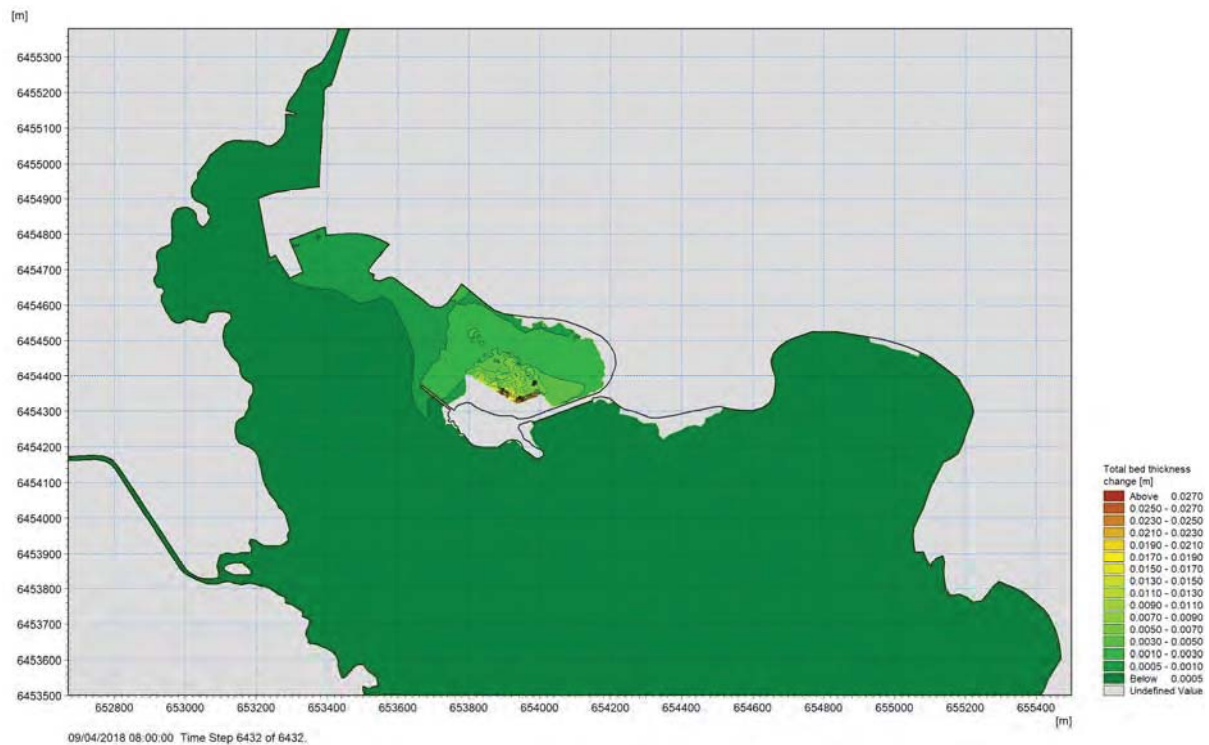 [m]
6455300
6455200
6455100
6455000
6454900
6454800
6454700
6454600
6454500
6454400
6454300
6454200
6454100
6454000
6453900
6453800
6453700
6453600
6453500
652800 653000 653200 653400 653600 653800 654000 654200 654400 654600 654800 655000 655200 655400
[m]
Total bed thickness
change [m]
Above 0.0270
0.0250 - 0.0270
0.0230 - 0.0250
0.0210 - 0.0230
0.0190 - 0.0210
0.0170 - 0.0190
0.0150 - 0.0170
0.0130 - 0.0150
0.0110 - 0.0130
0.0090 - 0.0110
0.0070 - 0.0090
0.0050 - 0.0070
0.0030 - 0.0050
0.0010 - 0.0030
0.0005 - 0.0010
Below 0.0005
Undefined Value
09/04/2018 08:00:00 Time Step 6432 of 6432.